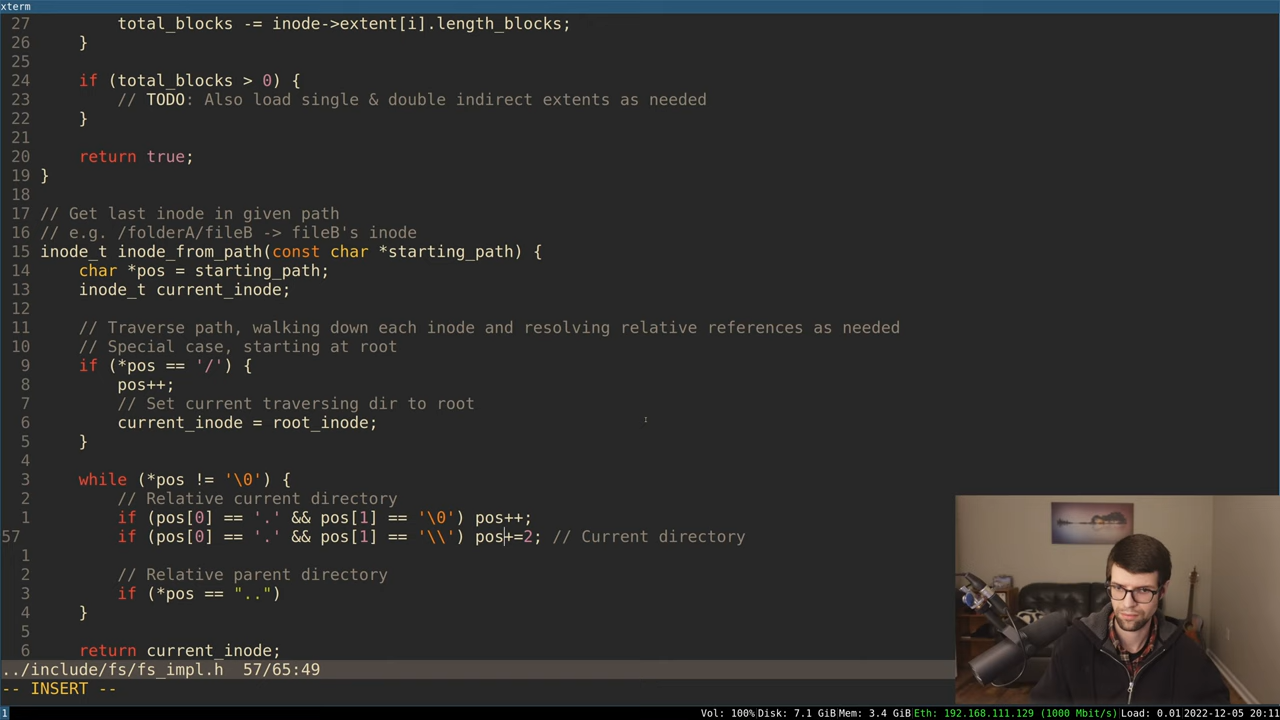 xterm
27         total_blocks -= inode->extent[i].length_blocks;
26     }
25
24     if (total_blocks > 0) {
23         // TODO: Also load single & double indirect extents as needed
22     }
21
20     return true;
19 }
18
17 // Get last inode in given path
16 // e.g. /folderA/fileB -> fileB's inode
15 inode_t inode_from_path(const char *starting_path) {
14     char *pos = starting_path;
13     inode_t current_inode;
12
11     // Traverse path, walking down each inode and resolving relative references as needed
10     // Special case, starting at root
9     if (*pos == '/') {
8         pos++;
7         // Set current traversing dir to root
6         current_inode = root_inode;
5     }
4
3     while (*pos != '\0') {
2         // Relative current directory
1         if (pos[0] == '.' && pos[1] == '\0') pos++;
57         if (pos[0] == '.' && pos[1] == '\\') pos+=2; // Current directory
1
2         // Relative parent directory
3         if (*pos == "..")
4     }
5
6     return current_inode;
../include/fs/fs_impl.h  57/65:49
-- INSERT --
1 Vol: 100% Disk: 7.1 GiB Mem: 3.4 GiB Eth: 192.168.111.129 (1000 Mbit/s) Load: 0.01 2022-12-05 20:11